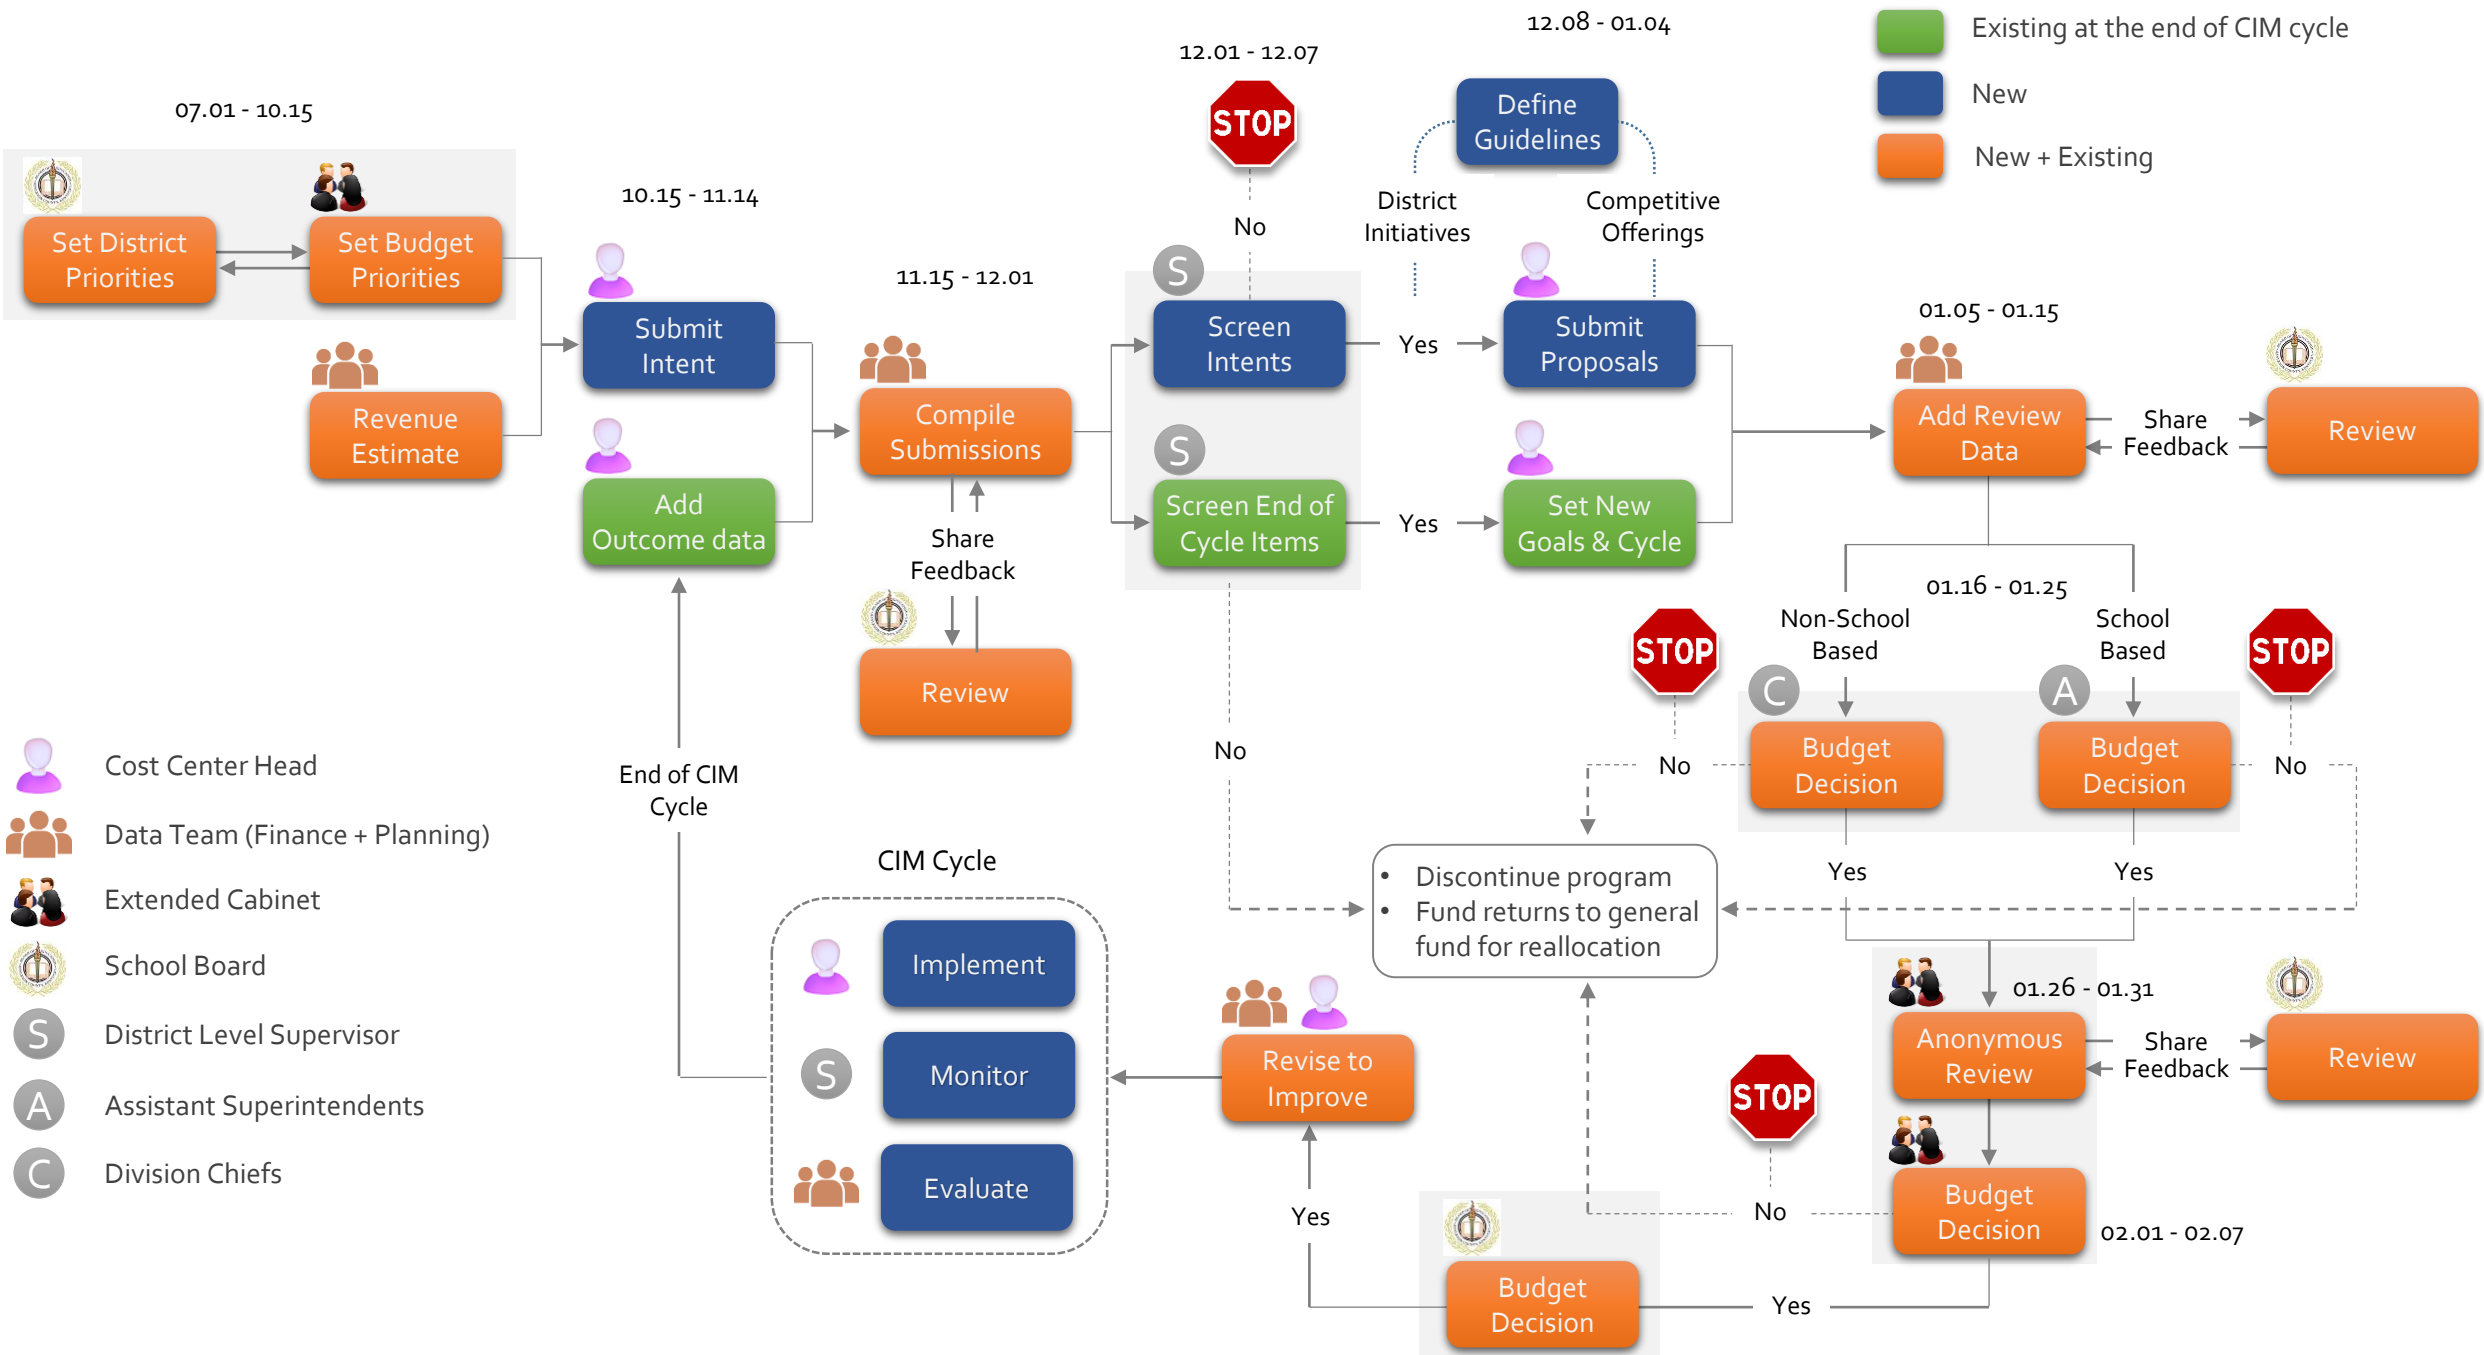 12.08 - 01.04
Existing at the end of CIM cycle
12.01 - 12.07
New
07.01 - 10.15
STOP
Define
Guidelines
New + Existing
10.15 - 11.14
District
Initiatives
Competitive
Offerings
No
Set District
Priorities
Set Budget
Priorities
S
11.15 - 12.01
01.05 - 01.15
Submit
Intent
Screen
Intents
Yes
Submit
Proposals
Revenue
Estimate
Compile
Submissions
Add Review
Data
Share
Feedback
Review
S
Add
Outcome data
Screen End of
Cycle Items
Yes
Set New
Goals & Cycle
Share
Feedback
01.16 - 01.25
Non-School
Based
School
Based
STOP
STOP
Review
C
A
No
Budget
Decision
Budget
Decision
No
No
Cost Center Head
End of CIM
Cycle
Data Team (Finance + Planning)
CIM Cycle
Yes
Yes
• Discontinue program
• Fund returns to general
fund for reallocation
Extended Cabinet
School Board
Implement
01.26 - 01.31
S
District Level Supervisor
Anonymous
Review
Share
Feedback
Review
S
Monitor
Revise to
Improve
STOP
A
Assistant Superintendents
C
Division Chiefs
Evaluate
Yes
No
Budget
Decision
02.01 - 02.07
Budget
Decision
Yes